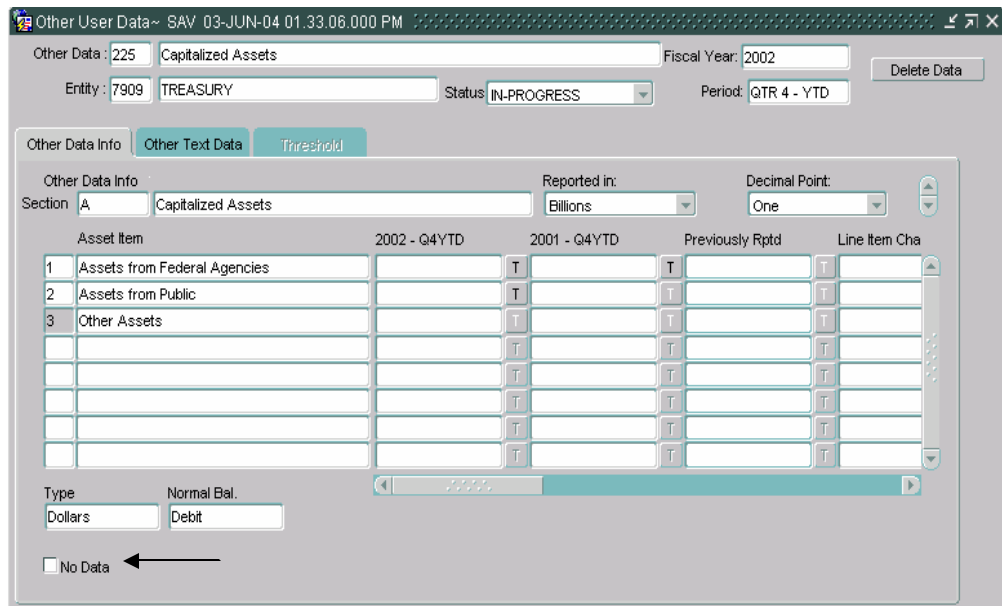 Other User Data~ SAV 03-JUN-04 01.33.06.000 PM
Other Data : 225 Capitalized Assets Fiscal Year: 2002
Delete Data
Entity : 7909 TREASURY Status IN-PROGRESS Period: QTR 4 - YTD
Other Data Info Other Text Data Threshold
Other Data Info Reported in: Decimal Point:
Section A Capitalized Assets Billions One
Asset Item 2002 - Q4YTD 2001 - Q4YTD Previously Rptd Line Item Cha
1 Assets from Federal Agencies T T T
2 Assets from Public T T T
3 Other Assets T T T
T T T
T T T
T T T
T T T
T T T
Type Normal Bal.
Dollars Debit
No Data